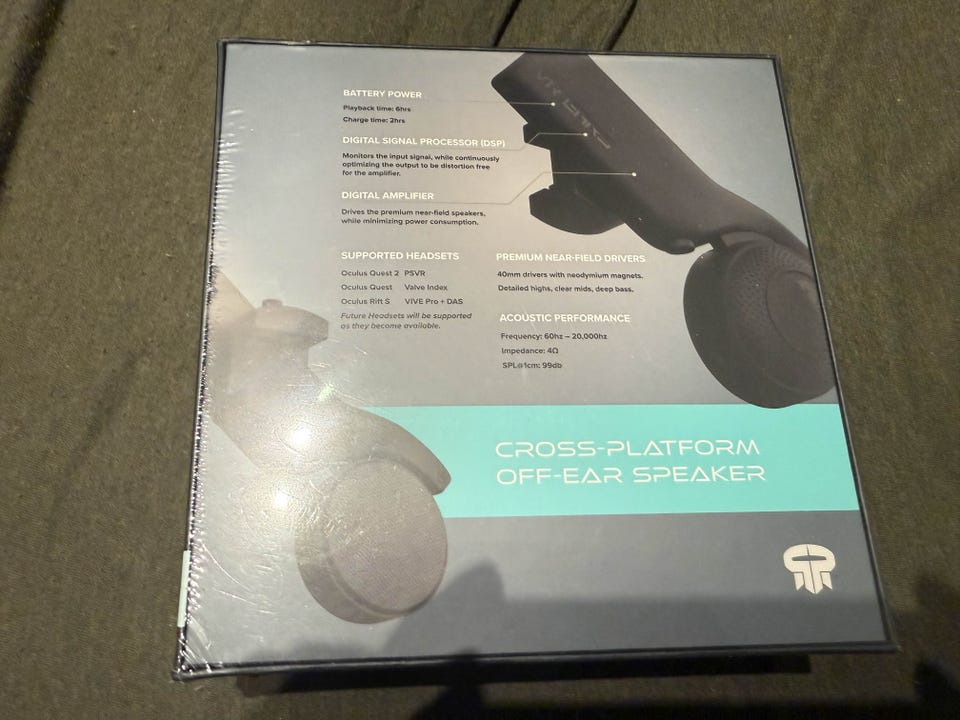 BATTERY POWER
Playback time: 6hrs
Charge time: 2hrs
DIGITAL SIGNAL PROCESSOR (DSP)
Monitors the input signal, while continuously
optimizing the output to be distortion free
for the amplifier.
DIGITAL AMPLIFIER
Drives the premium near-field speakers,
while minimizing power consumption.
SUPPORTED HEADSETS
Oculus Quest 2 PSVR
Oculus Quest Valve Index
Oculus Rift S VIVE Pro + DAS
Future Headsets will be supported
as they become available.
PREMIUM NEAR-FIELD DRIVERS
40mm drivers with neodymium magnets.
Detailed highs, clear mids, deep bass.
ACOUSTIC PERFORMANCE
Frequency: 60hz – 20,000hz
Impedance: 4Ω
SPL@1cm: 99db
CROSS-PLATFORM
OFF-EAR SPEAKER